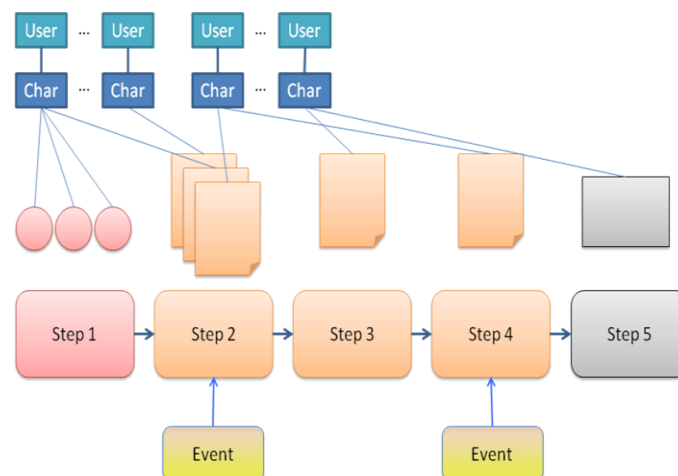 User ... User User ... User
Char ... Char Char ... Char
Step 1 Step 2 Step 3 Step 4 Step 5
Event Event